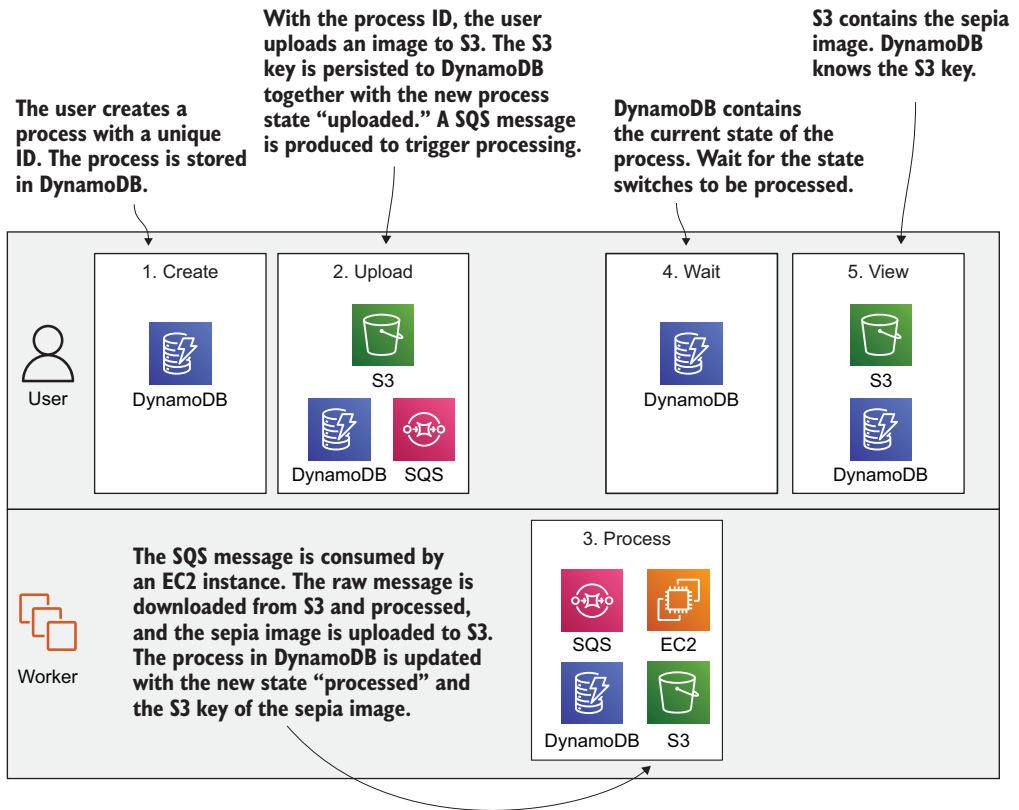 The user creates a
process with a unique
ID. The process is stored
in DynamoDB.
With the process ID, the user
uploads an image to S3. The S3
key is persisted to DynamoDB
together with the new process
state “uploaded.” A SQS message
is produced to trigger processing.
DynamoDB contains
the current state of the
process. Wait for the state
switches to be processed.
S3 contains the sepia
image. DynamoDB
knows the S3 key.
User
1. Create
DynamoDB
2. Upload
S3
DynamoDB
SQS
4. Wait
DynamoDB
5. View
S3
DynamoDB
Worker
The SQS message is consumed by
an EC2 instance. The raw message is
downloaded from S3 and processed,
and the sepia image is uploaded to S3.
The process in DynamoDB is updated
with the new state “processed” and
the S3 key of the sepia image.
3. Process
SQS
EC2
DynamoDB
S3